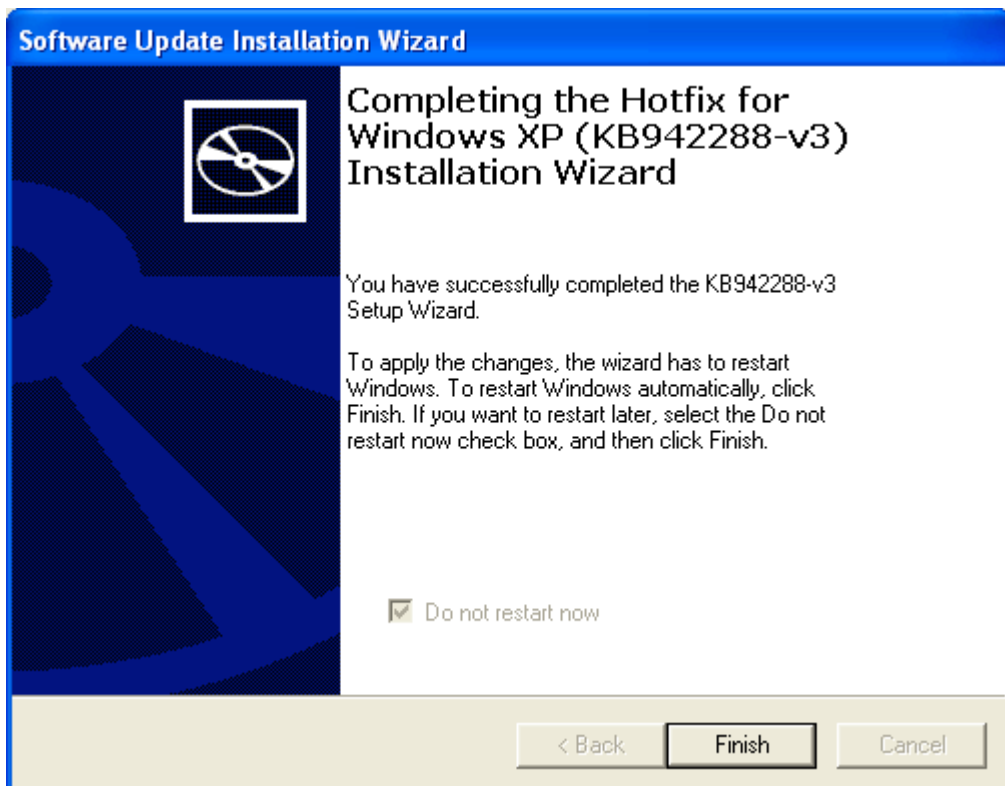 Software Update Installation Wizard
Completing the Hotfix for
Windows XP (KB942288-v3)
Installation Wizard
You have successfully completed the KB942288-v3
Setup Wizard.
To apply the changes, the wizard has to restart
Windows. To restart Windows automatically, click
Finish. If you want to restart later, select the Do not
restart now check box, and then click Finish.
Do not restart now
< Back
Finish
Cancel